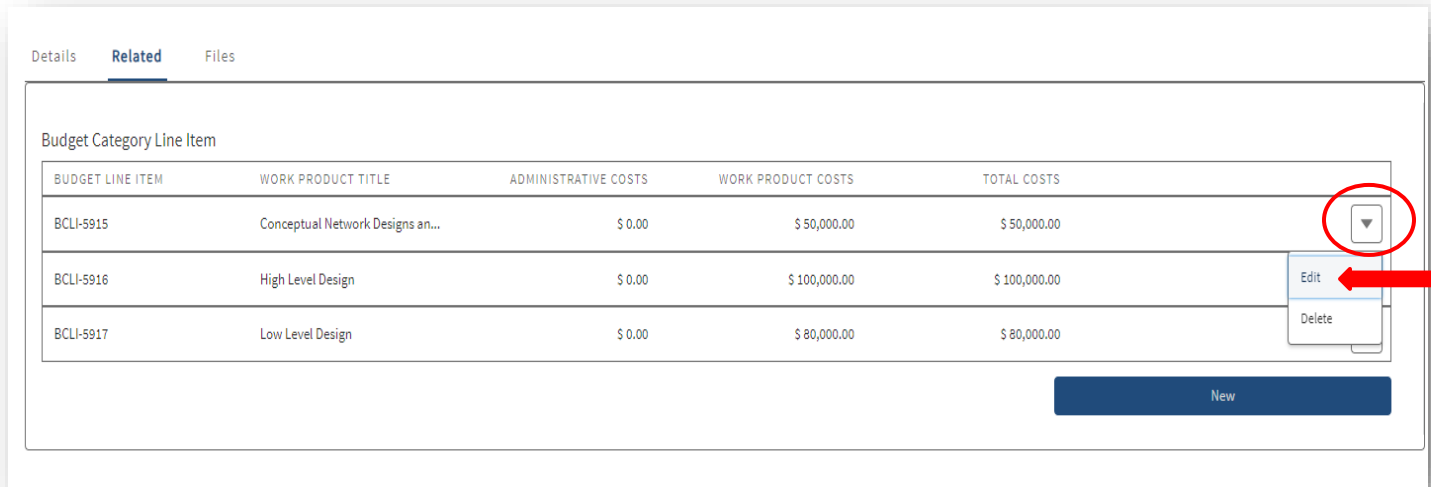 Details Related Files
Budget Category Line Item
BUDGET LINE ITEM WORK PRODUCT TITLE ADMINISTRATIVE COSTS WORK PRODUCT COSTS TOTAL COSTS
BCLI-5915 Conceptual Network Designs an... $ 0.00 $ 50,000.00 $ 50,000.00
BCLI-5916 High Level Design $ 0.00 $ 100,000.00 $ 100,000.00 Edit
Delete
BCLI-5917 Low Level Design $ 0.00 $ 80,000.00 $ 80,000.00
New